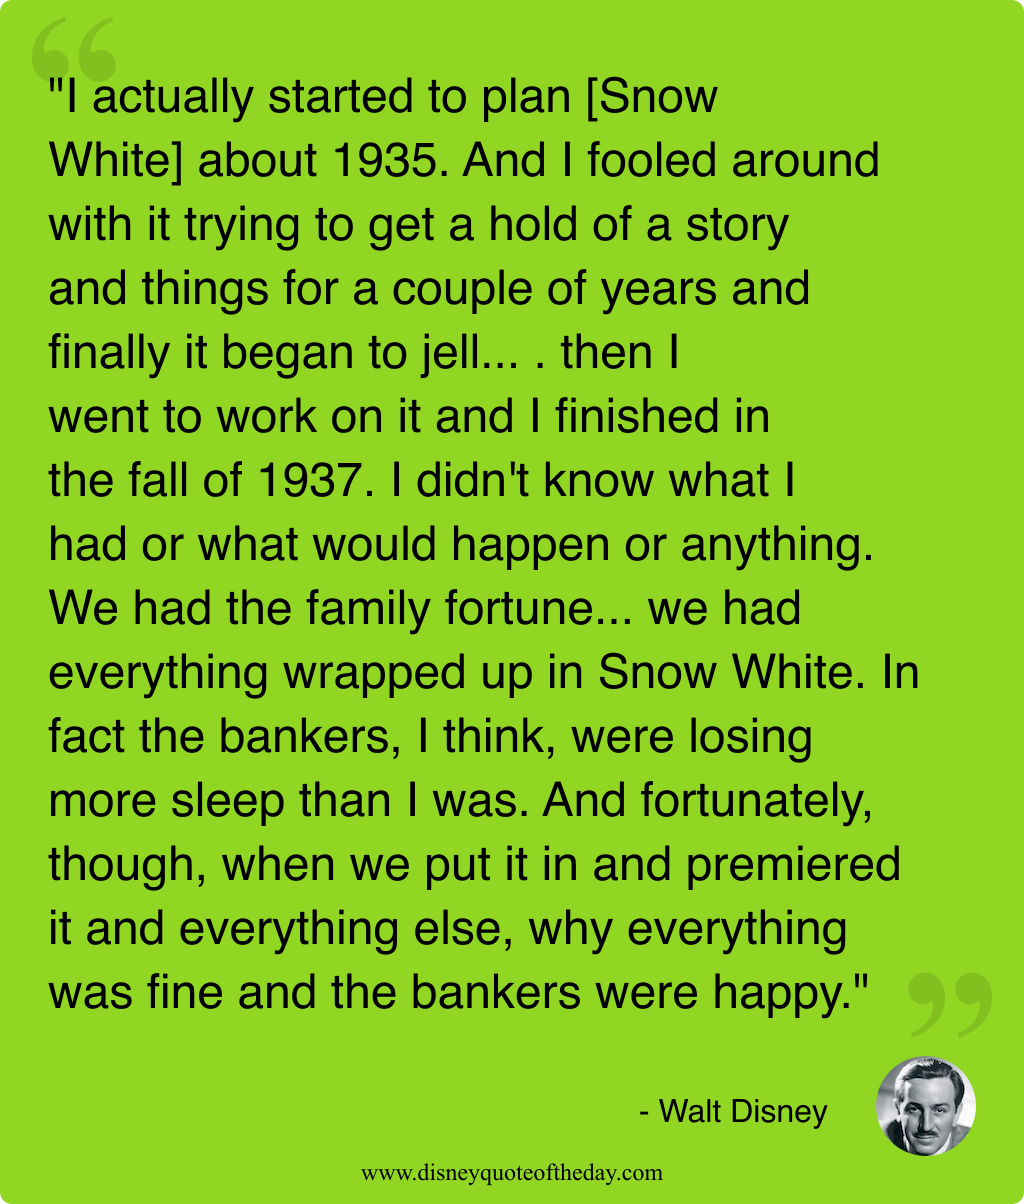 "I actually started to plan [Snow
White] about 1935. And I fooled around
with it trying to get a hold of a story
and things for a couple of years and
finally it began to jell... . then I
went to work on it and I finished in
the fall of 1937. I didn't know what I
had or what would happen or anything.
We had the family fortune... we had
everything wrapped up in Snow White. In
fact the bankers, I think, were losing
more sleep than I was. And fortunately,
though, when we put it in and premiered
it and everything else, why everything
was fine and the bankers were happy."
- Walt Disney
www.disneyquoteoftheday.com